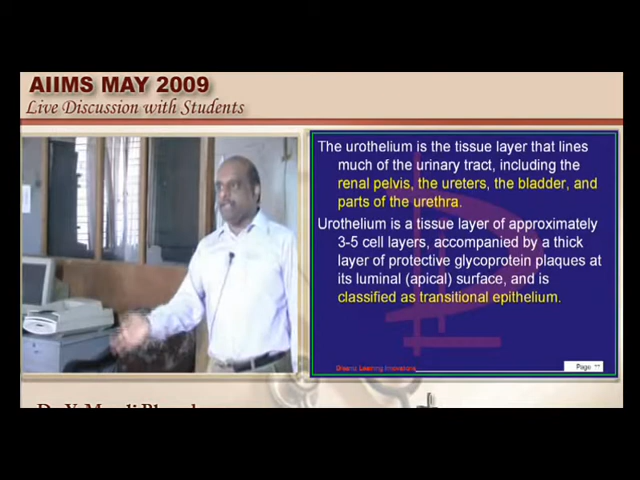 AIIMS MAY 2009
Live Discussion with Students
The urothelium is the tissue layer that lines
much of the urinary tract, including the
renal pelvis, the ureters, the bladder, and
parts of the urethra.
Urothelium is a tissue layer of approximately
3-5 cell layers, accompanied by a thick
layer of protective glycoprotein plaques at
its luminal (apical) surface, and is
classified as transitional epithelium.
Learning Innovations
Page